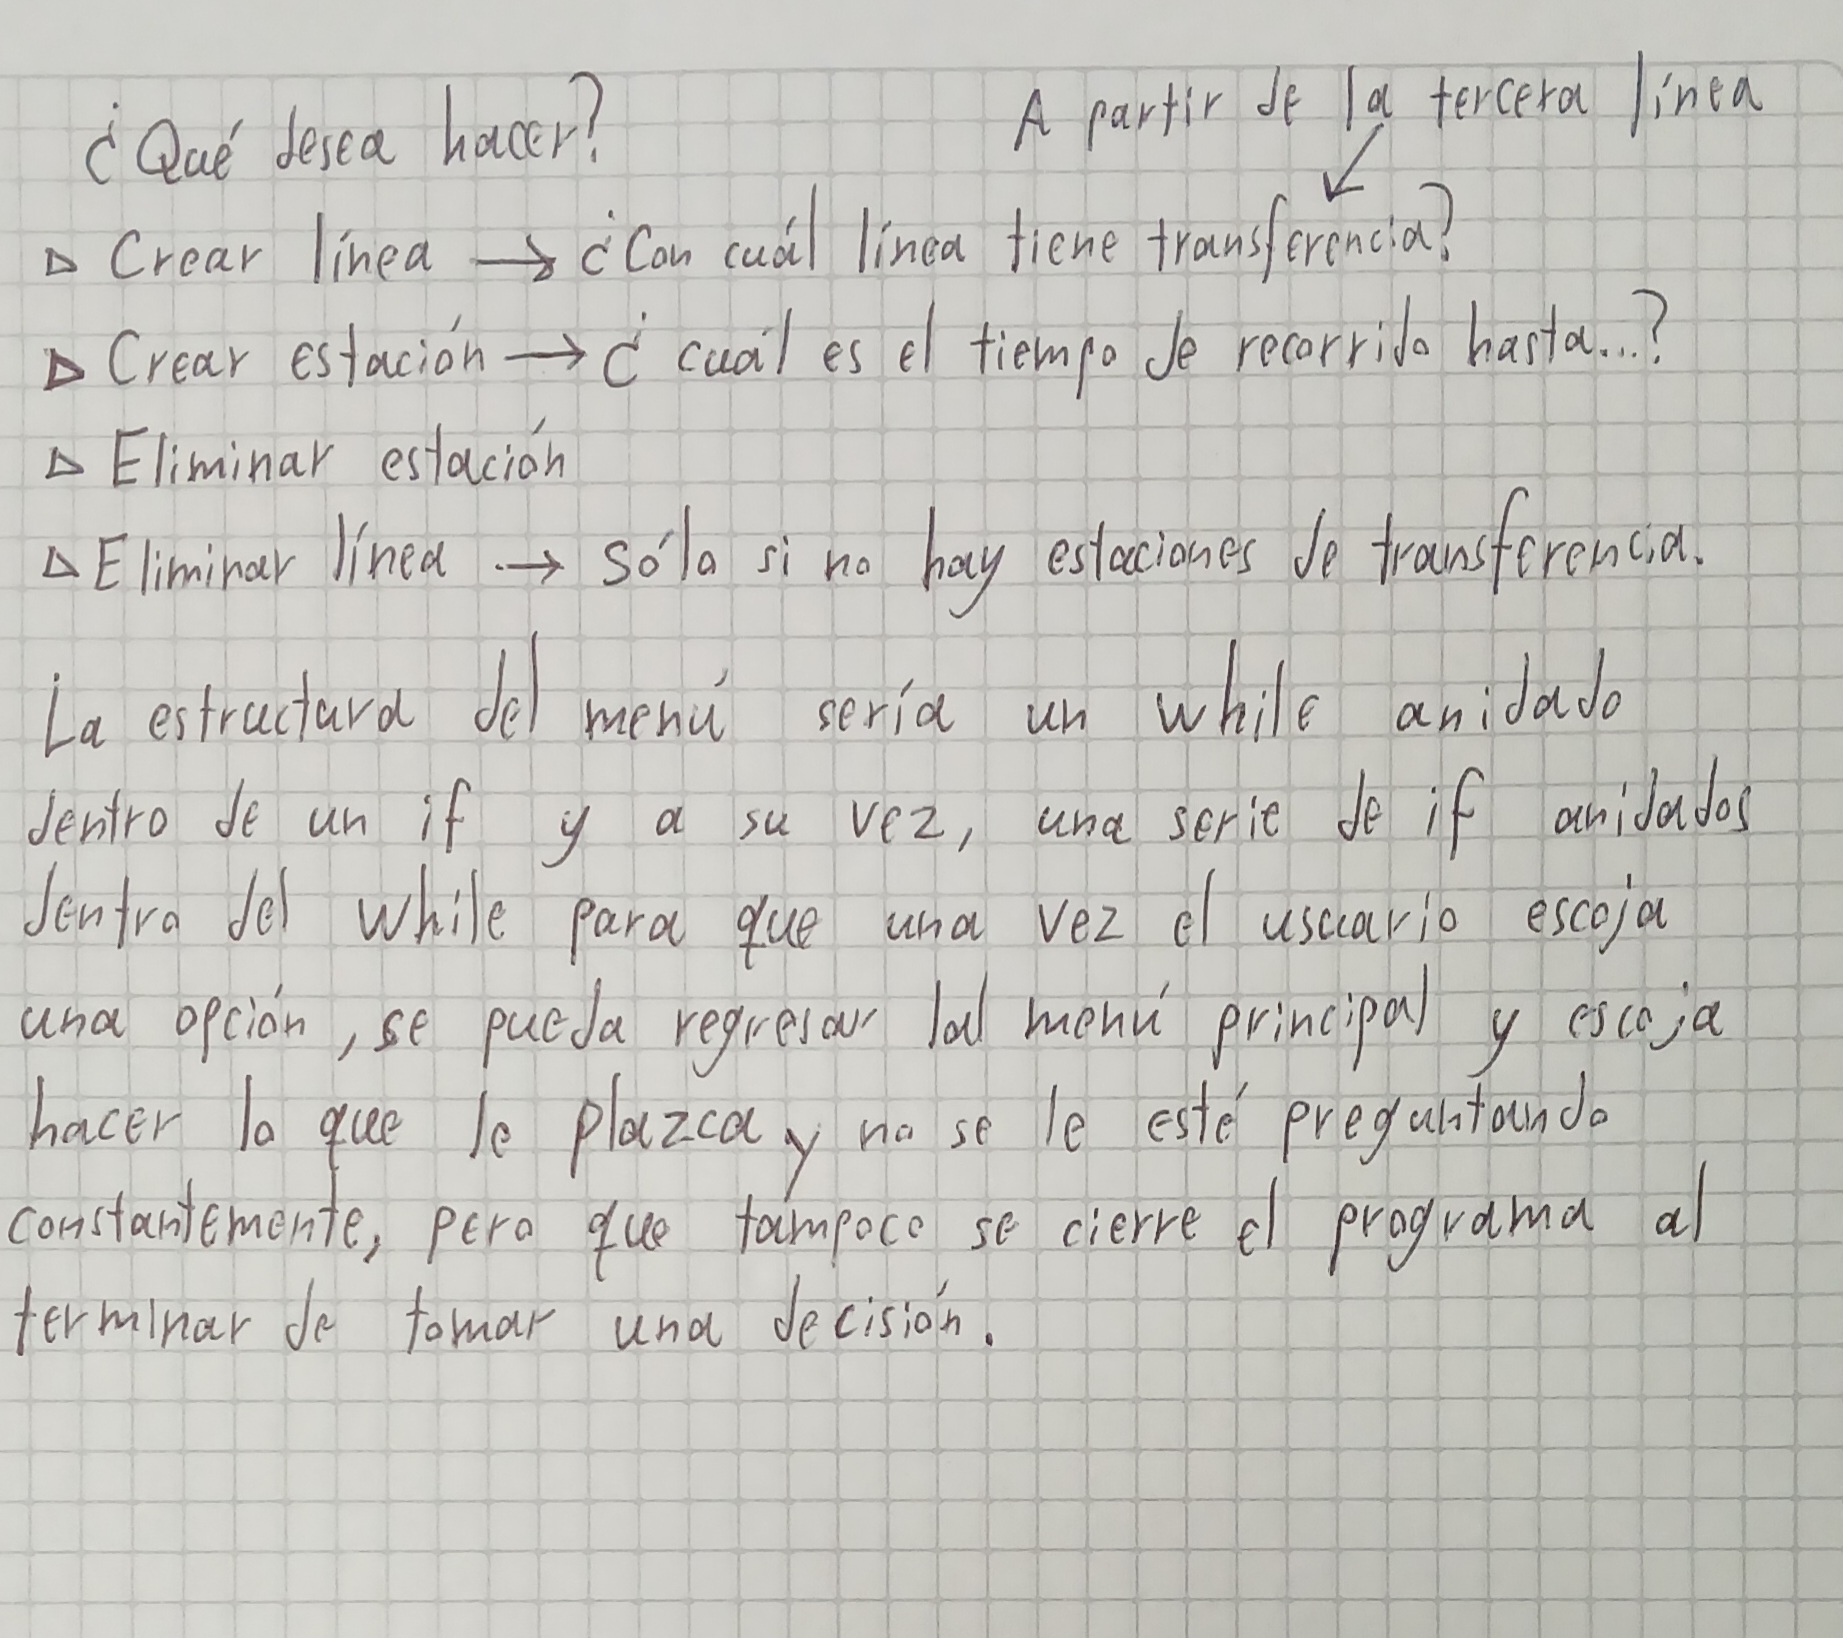 ¿Qué desea hacer?
A partir de la tercera línea
▷ Crear línea → ¿Con cuál línea tiene transferencia?
▷ Crear estación → ¿cuál es el tiempo de recorrido hasta...?
▷ Eliminar estación
▷ Eliminar línea → sólo si no hay estaciones de transferencia.
La estructura del menú sería un while anidado
dentro de un if y a su vez, una serie de if anidados
dentro del while para que una vez el usuario escoja
una opción, se pueda regresar al menú principal y escoja
hacer lo que le plazca y no se le esté preguntando
constantemente, pero que tampoco se cierre el programa al
terminar de tomar una decisión.